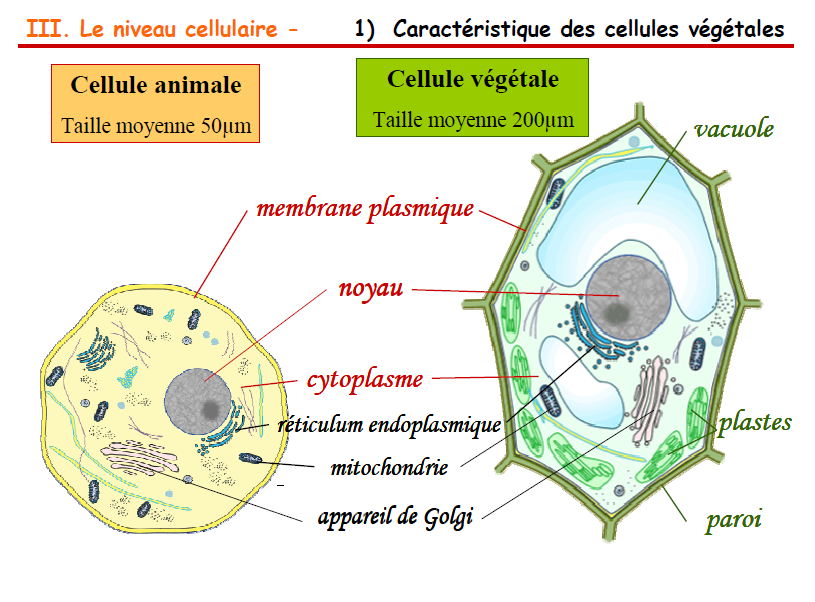 III. Le niveau cellulaire - 1) Caractéristique des cellules végétales
Cellule animale
Taille moyenne 50µm
Cellule végétale
Taille moyenne 200µm
vacuole
membrane plasmique
noyau
cytoplasme
réticulum endoplasmique
plastes
mitochondrie
appareil de Golgi
paroi